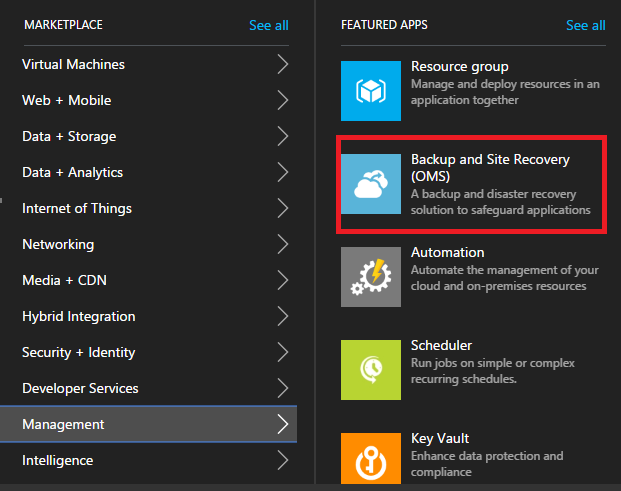 MARKETPLACE
See all
Virtual Machines
Web + Mobile
Data + Storage
Data + Analytics
Internet of Things
Networking
Media + CDN
Hybrid Integration
Security + Identity
Developer Services
Management
Intelligence
FEATURED APPS
See all
Resource group
Manage and deploy resources in an
application together
Backup and Site Recovery
(OMS)
A backup and disaster recovery
solution to safeguard applications
Automation
Automate the management of your
cloud and on-premises resources
Scheduler
Run jobs on simple or complex
recurring schedules.
Key Vault
Enhance data protection and
compliance